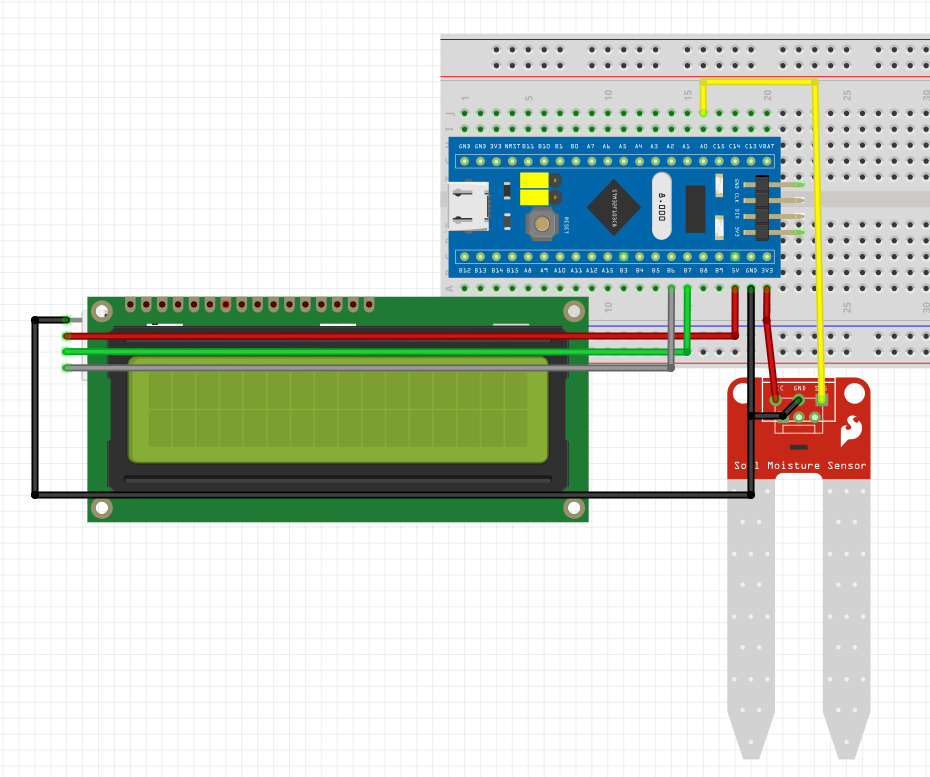 1 5 10 15 20 25 30
J
I
GND GND 3V3 NRST B11 B10 B1 B0 A7 A6 A5 A4 A3 A2 A1 A0 C15 C14 C13 VBAT
GND CLK DIO 3V3
STM32F103C8
8.000
RESET
B12 B13 B14 B15 A8 A9 A10 A11 A12 A15 B3 B4 B5 B6 B7 B8 B9 5V GND 3V3
A
10 25 30
GND
Soil Moisture Sensor